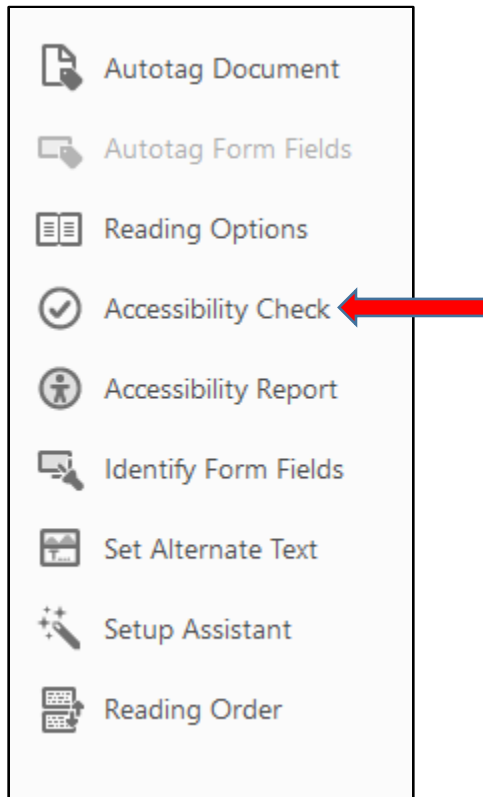 Autotag Document
Autotag Form Fields
Reading Options
Accessibility Check
Accessibility Report
Identify Form Fields
Set Alternate Text
Setup Assistant
Reading Order